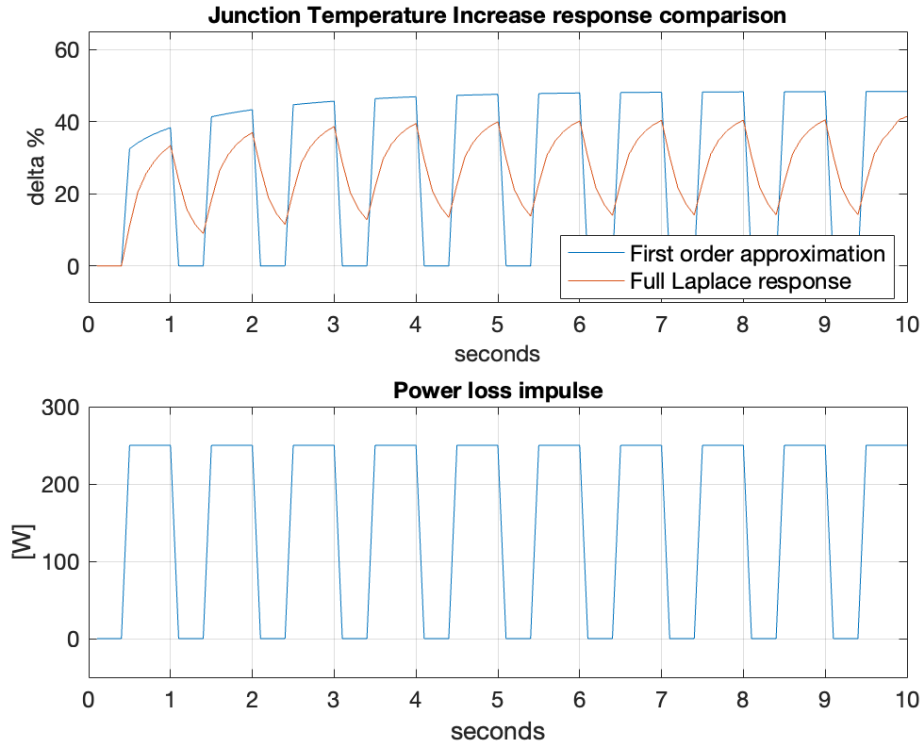 Junction Temperature Increase response comparison
60
40
20
0
delta %
First order approximation
Full Laplace response
0 1 2 3 4 5 6 7 8 9 10
seconds
Power loss impulse
300
200
100
0
[W]
0 1 2 3 4 5 6 7 8 9 10
seconds